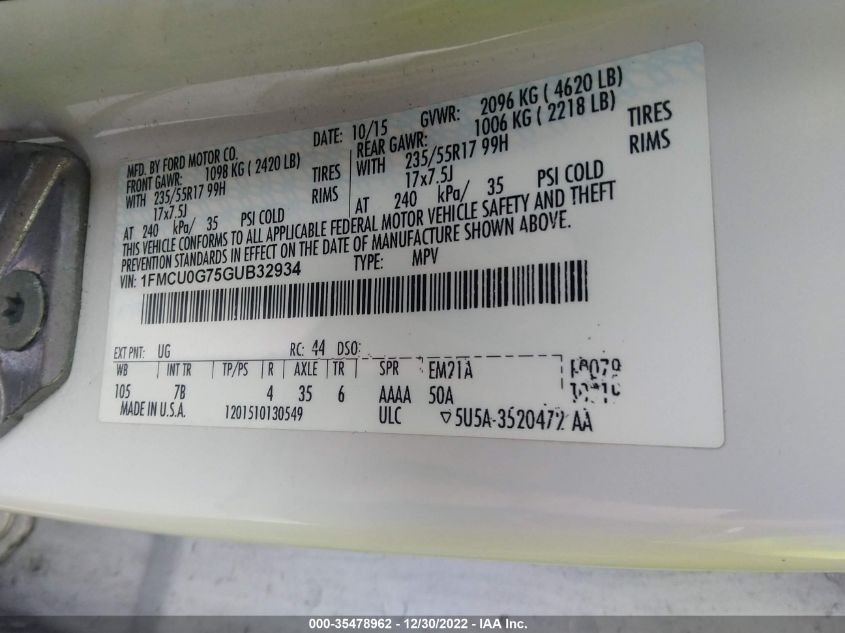 MFD. BY FORD MOTOR CO.
DATE: 10/15 GVWR: 2096 KG ( 4620 LB)
FRONT GAWR: 1098 KG ( 2420 LB) REAR GAWR: 1006 KG ( 2218 LB)
WITH 235/55R17 99H TIRES WITH 235/55R17 99H TIRES
17x7.5J RIMS 17x7.5J RIMS
AT 240 kPa/ 35 PSI COLD AT 240 kPa/ 35 PSI COLD
THIS VEHICLE CONFORMS TO ALL APPLICABLE FEDERAL MOTOR VEHICLE SAFETY AND THEFT
PREVENTION STANDARDS IN EFFECT ON THE DATE OF MANUFACTURE SHOWN ABOVE.
VIN: 1FMCU0G75GUB32934 TYPE: MPV
EXT PNT: UG RC: 44 DSO:
WB INT TR TP/PS R AXLE TR SPR EM21A
105 7B 4 35 6 AAAA 50A
MADE IN U.S.A. 1201510130549 ULC 5U5A-3520472 AA
000-35478962 - 12/30/2022 - IAA Inc.